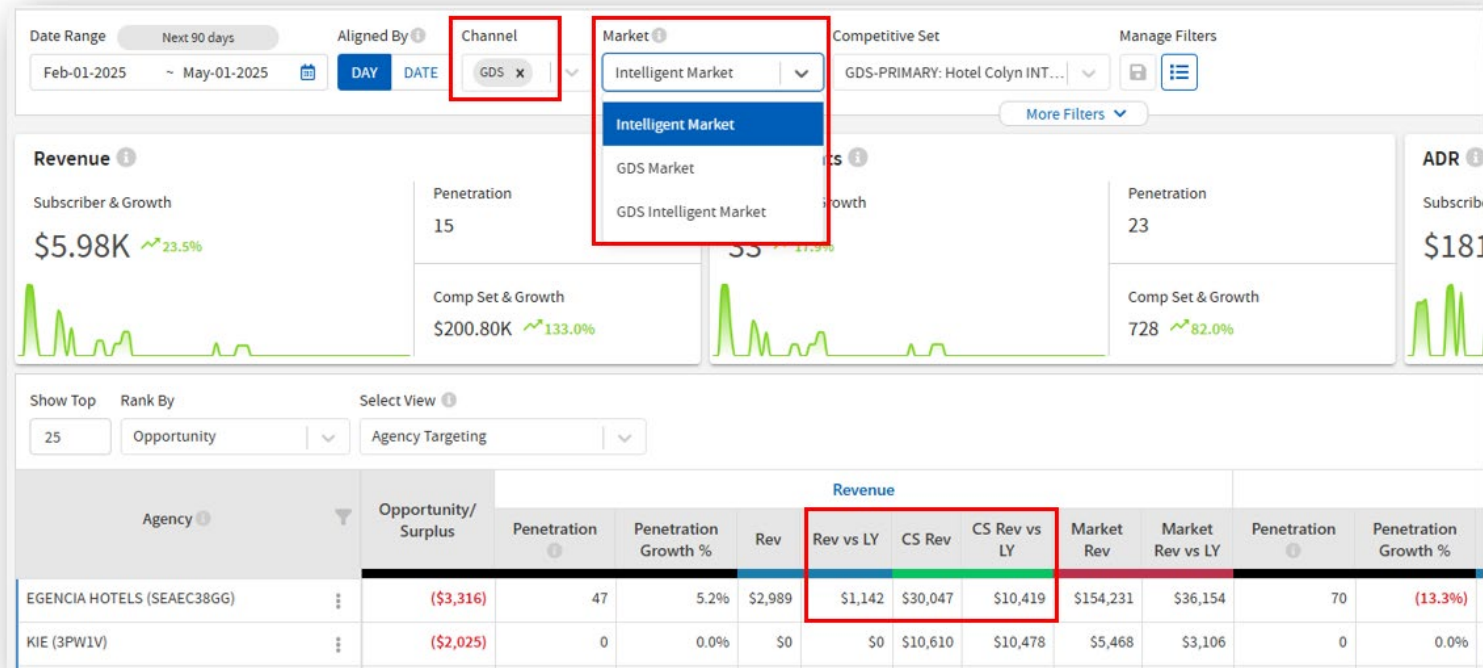 Date Range Next 90 days Aligned By Channel Market Competitive Set Manage Filters
Feb-01-2025 ~ May-01-2025 DAY DATE GDS x Intelligent Market GDS-PRIMARY: Hotel Colyn INT...
More Filters
Intelligent Market
GDS Market
GDS Intelligent Market
Revenue
Subscriber & Growth
$5.98K 23.5%
Penetration
15
Comp Set & Growth
$200.80K 133.0%
Growth
17.9%
Penetration
23
Comp Set & Growth
728 82.0%
ADR
$181
Show Top Rank By Select View
25 Opportunity Agency Targeting
Revenue
Agency Opportunity/ Surplus Penetration Penetration Growth % Rev Rev vs LY CS Rev CS Rev vs LY Market Rev Market Rev vs LY Penetration Penetration Growth %
EGENCIA HOTELS (SEAEC38GG) ($3,316) 47 5.2% $2,989 $1,142 $30,047 $10,419 $154,231 $36,154 70 (13.3%)
KIE (3PW1V) ($2,025) 0 0.0% $0 $0 $10,610 $10,478 $5,468 $3,106 0 0.0%